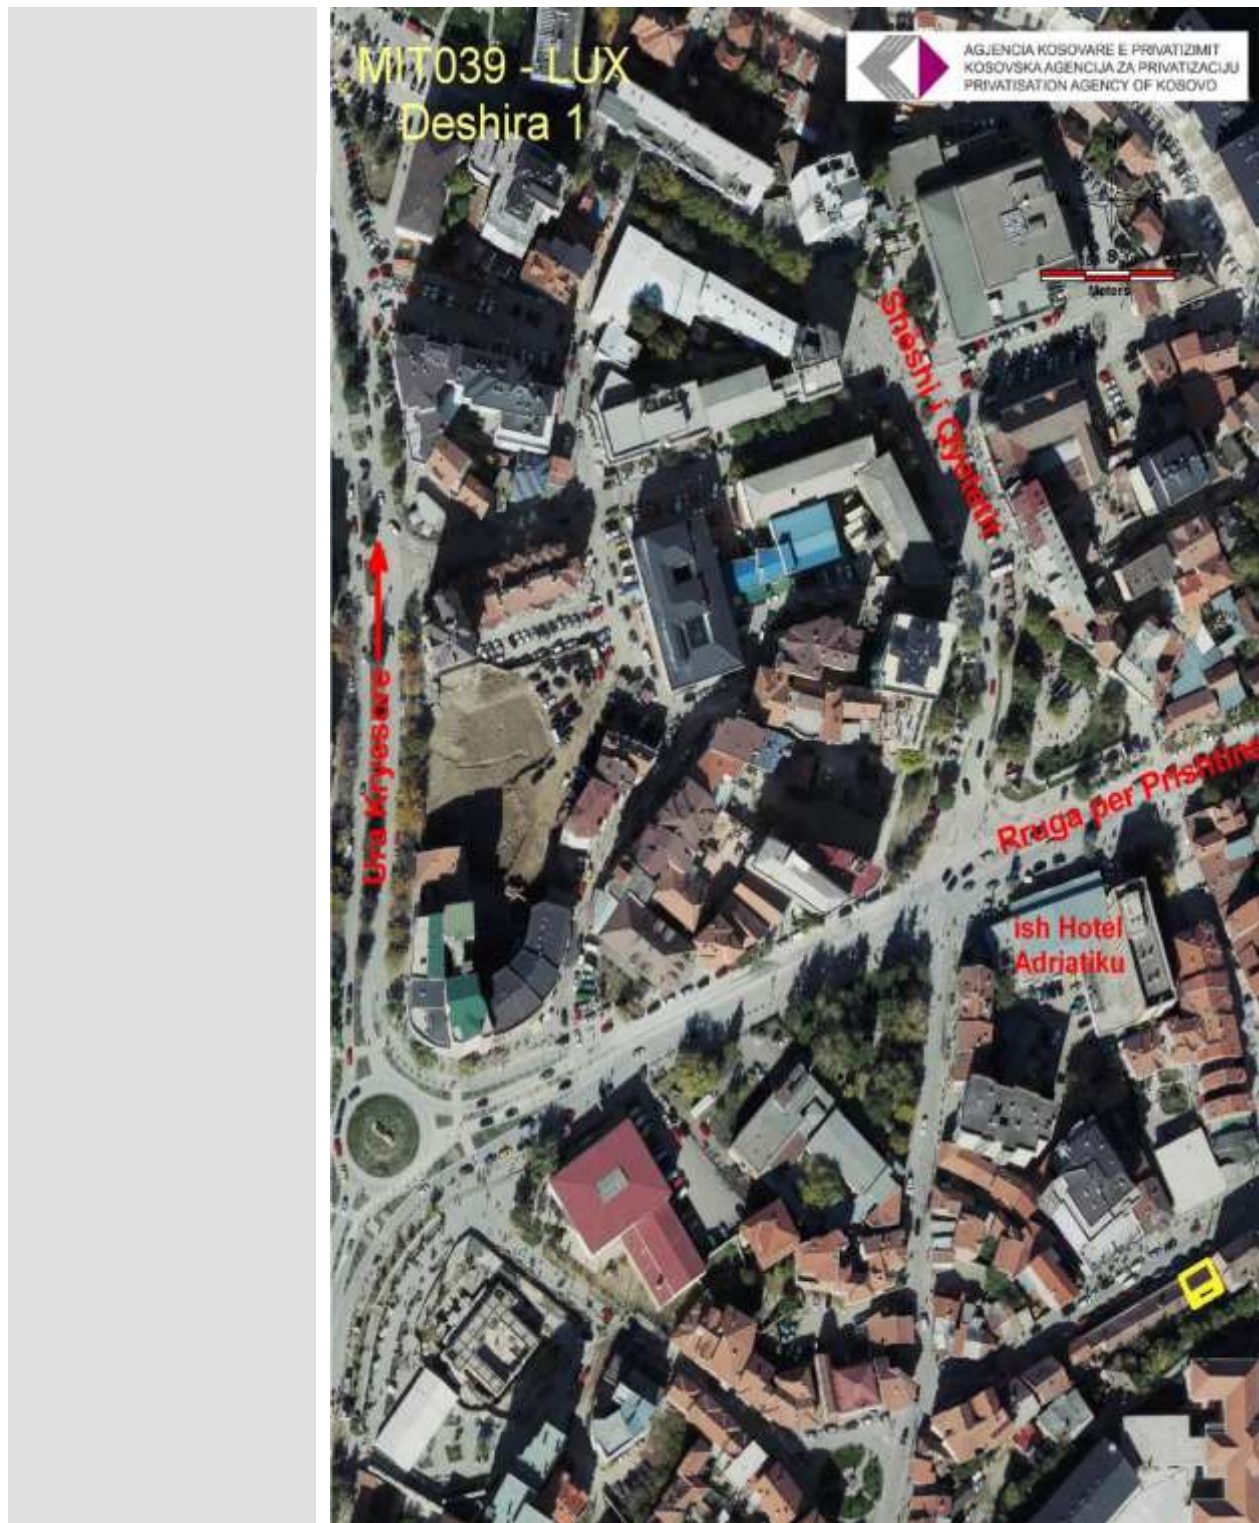 MIT039 - LUX
Deshira 1
AGJENCIA KOSOVARE E PRIVATIZIMIT
KOSOVSKA AGENCIJA ZA PRIVATIZACIJU
PRIVATISATION AGENCY OF KOSOVO
Meters
Sheshi i Qytetit
Ura Kryesore
Rruga per Prishtine
ish Hotel
Adriatiku